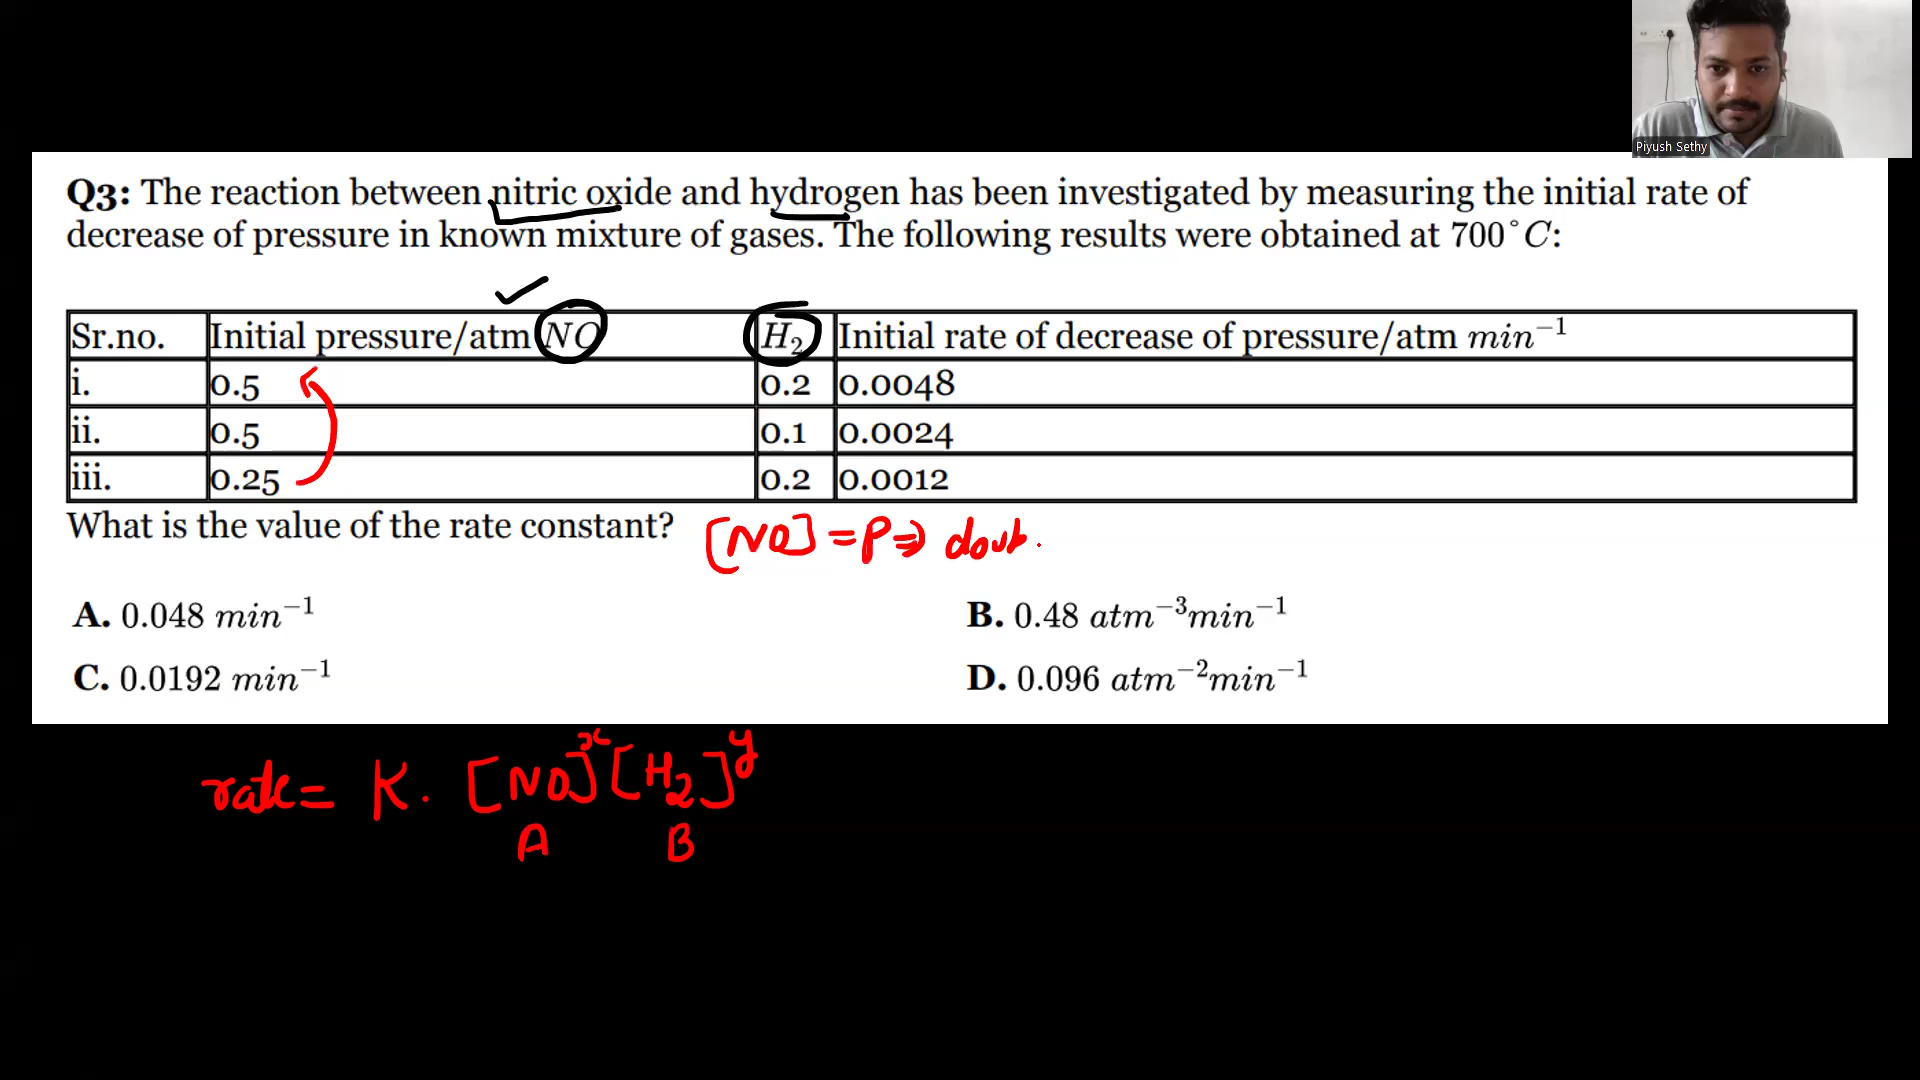 Piyush Sethy
Q3: The reaction between nitric oxide and hydrogen has been investigated by measuring the initial rate of
decrease of pressure in known mixture of gases. The following results were obtained at 700°C:
Sr.no. Initial pressure/atm NO H₂ Initial rate of decrease of pressure/atm min⁻¹
i. 0.5 0.2 0.0048
ii. 0.5 0.1 0.0024
iii. 0.25 0.2 0.0012
What is the value of the rate constant? [NO] = P ⇒ doub
A. 0.048 min⁻¹ B. 0.48 atm⁻³min⁻¹
C. 0.0192 min⁻¹ D. 0.096 atm⁻²min⁻¹
rate = K. [NO]ˣ [H₂]ʸ
A B